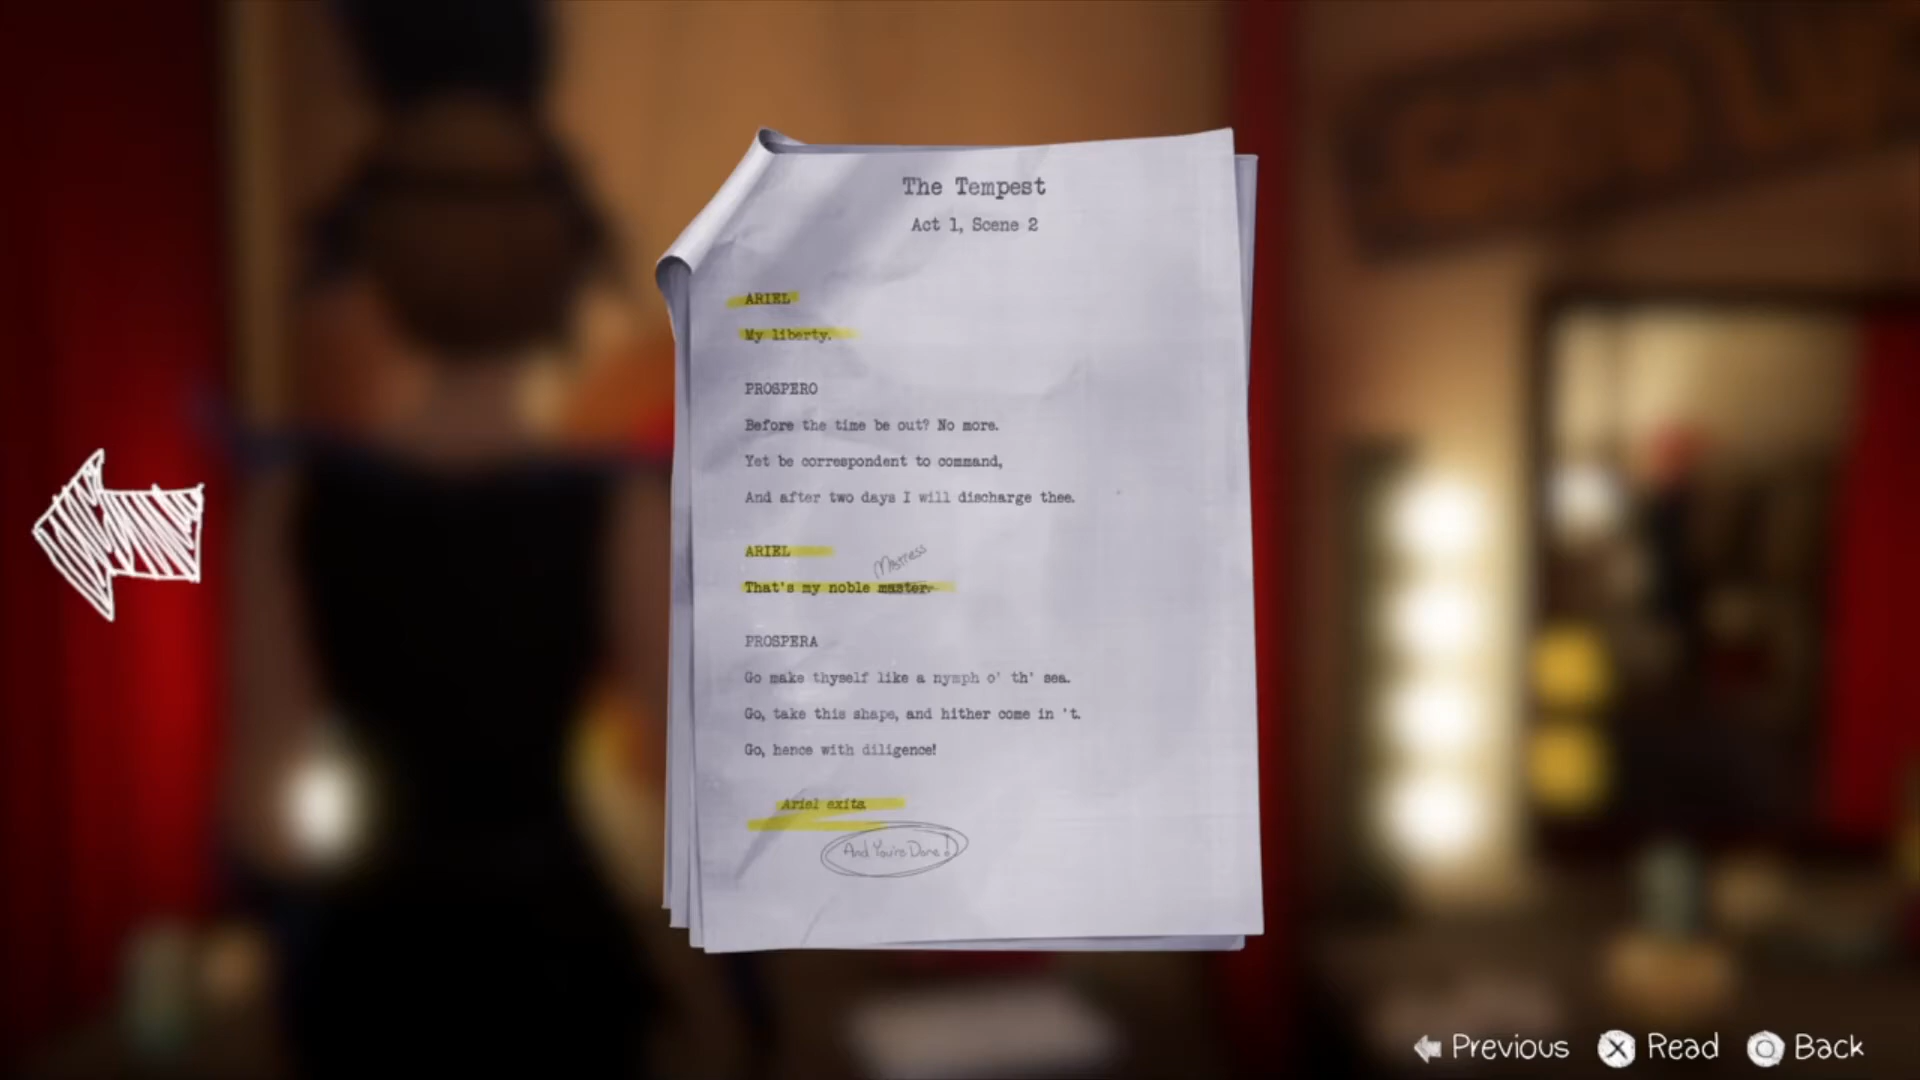 The Tempest
Act 1, Scene 2
ARIEL
My liberty.
PROSPERO
Before the time be out? No more.
Yet be correspondent to command,
And after two days I will discharge thee.
ARIEL
Mistress
That's my noble master.
PROSPERA
Go make thyself like a nymph o' th' sea.
Go, take this shape, and hither come in 't.
Go, hence with diligence!
Ariel exits.
And You're Done!
Previous Read Back